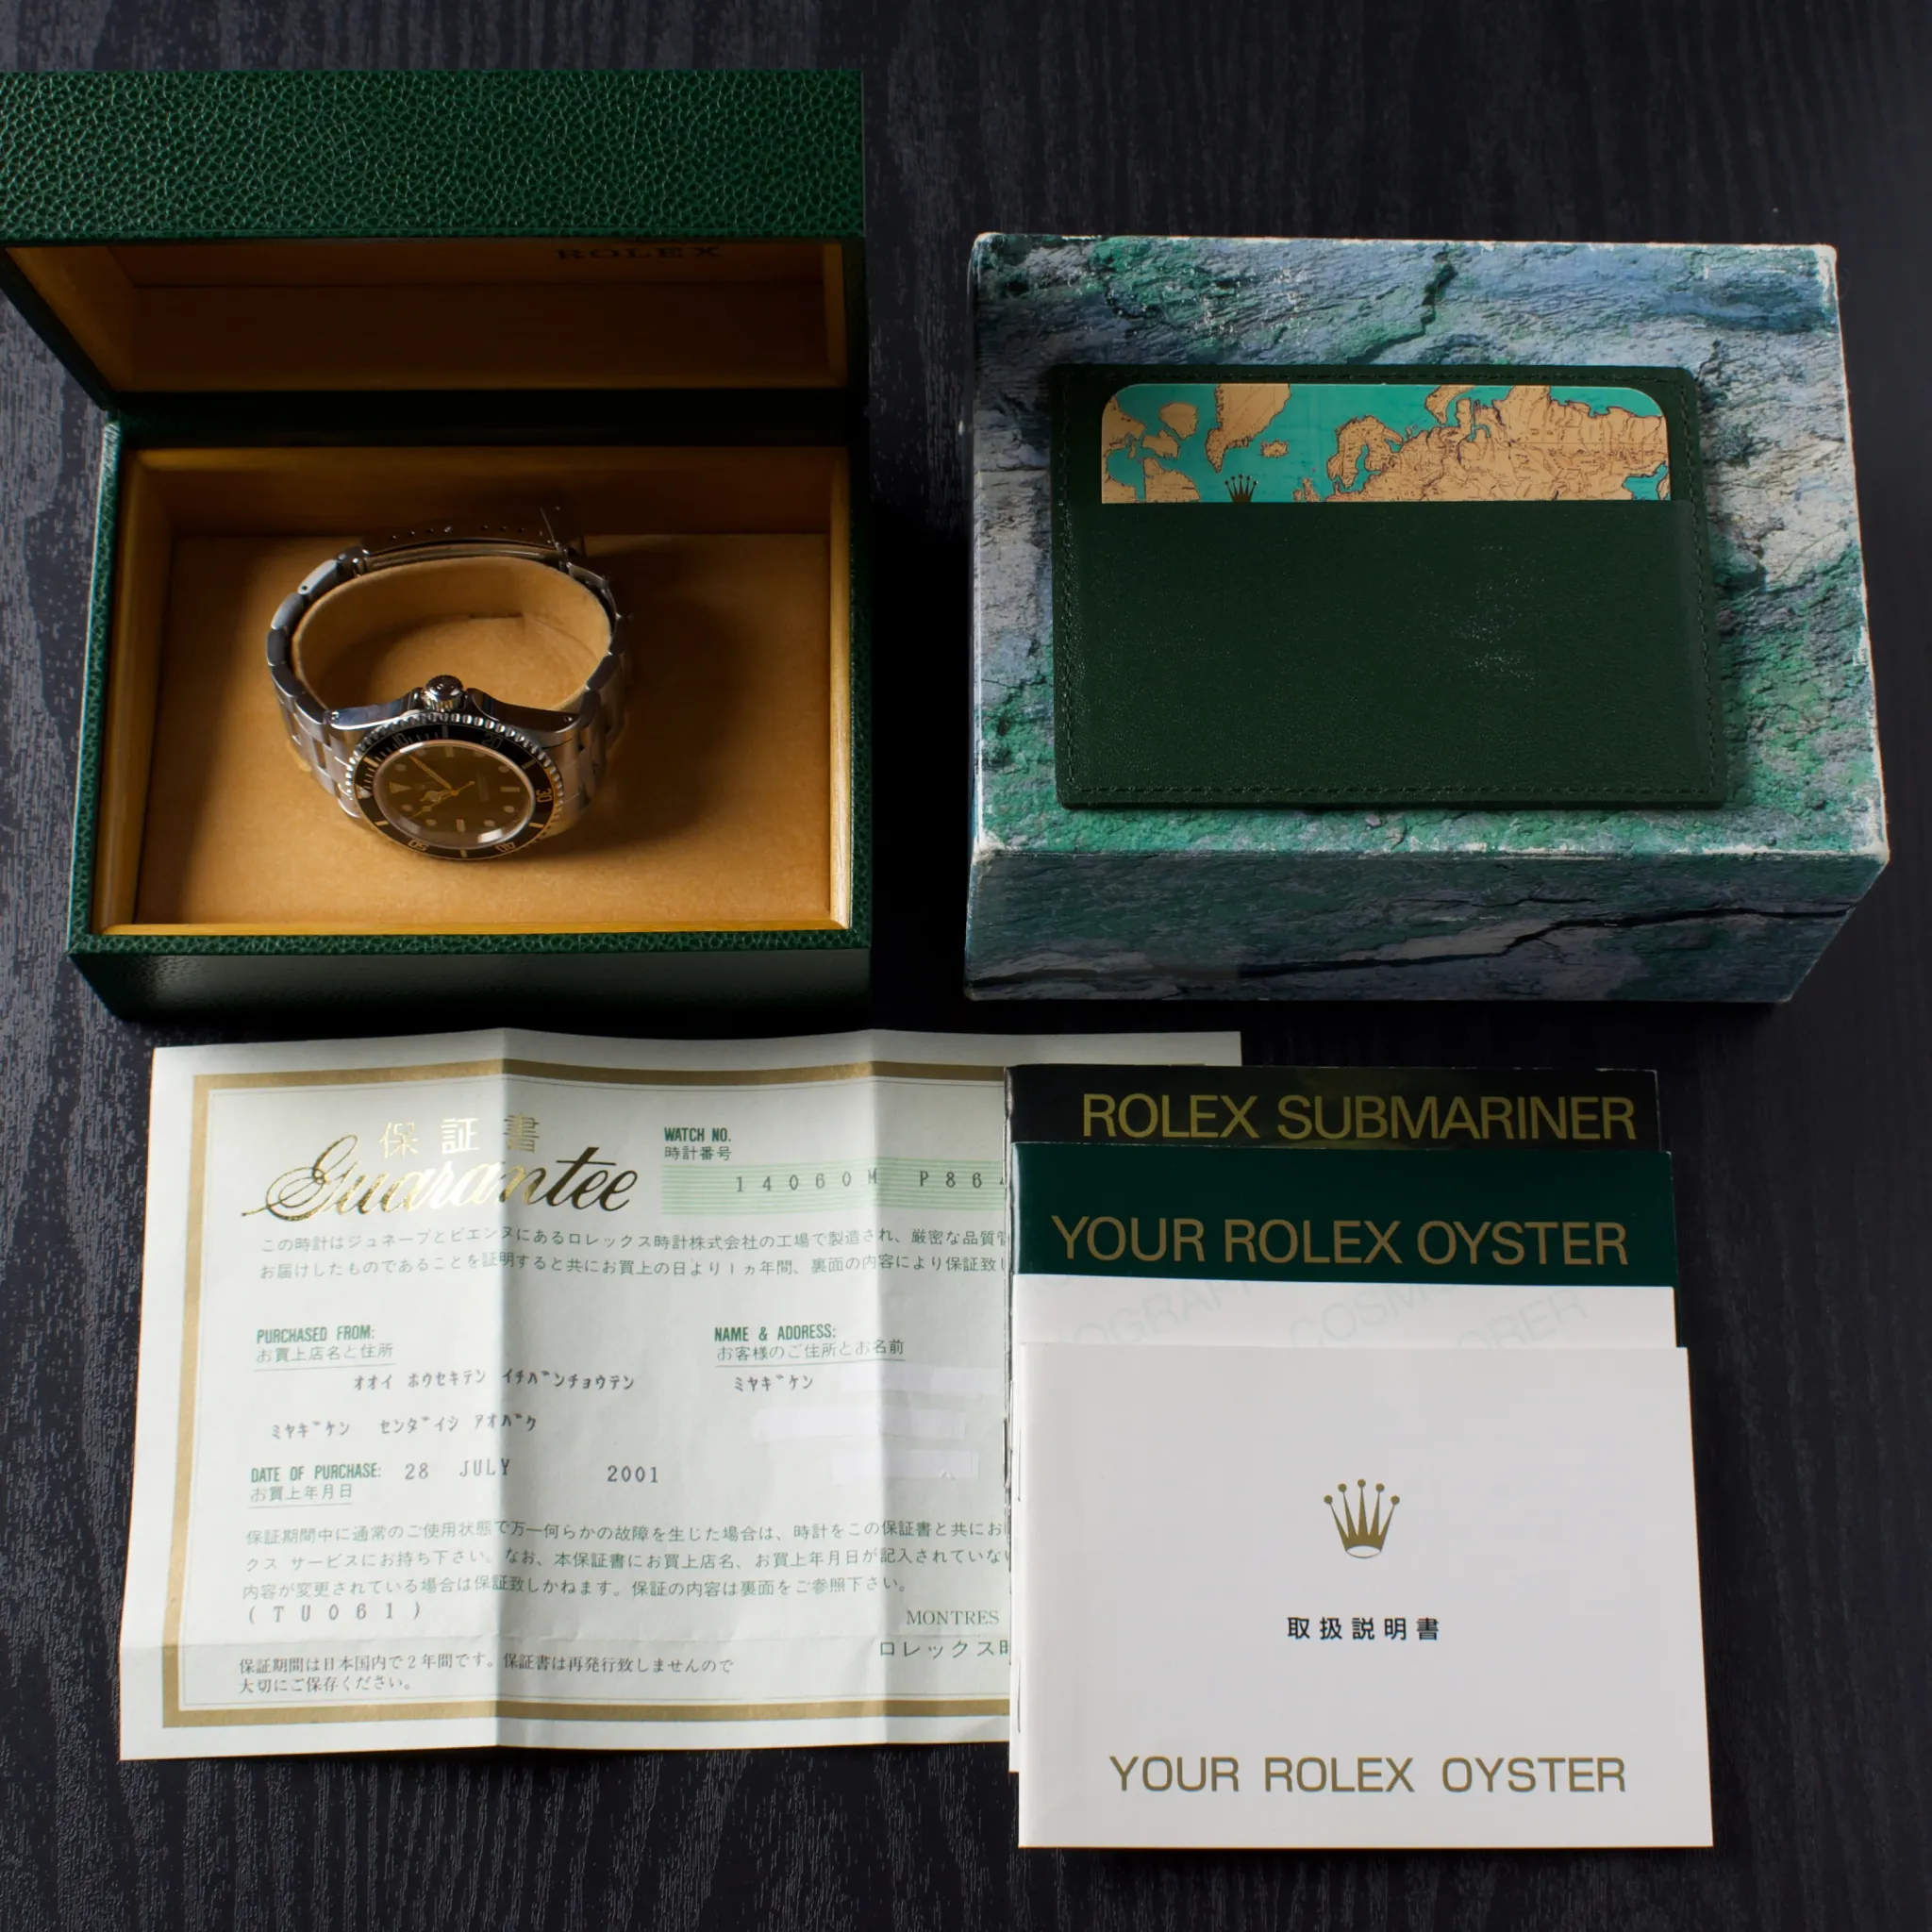 ROLEX
保証書
Guarantee
WATCH NO.
時計番号
14060M P864
この時計はジュネーブとビエンヌにあるロレックス時計株式会社の工場で製造され、厳密な品質管
お届けしたものであることを証明すると共にお買上の日より1ヵ年間、裏面の内容により保証致し
PURCHASED FROM:
お買上店名と住所
オオイ ホウセキテン イチバンチョウテン
ミヤギケン センダイシ アオバク
NAME & ADDRESS:
お客様のご住所とお名前
ミヤギケン
DATE OF PURCHASE: 28 JULY 2001
お買上年月日
保証期間中に通常のご使用状態で万一何らかの故障を生じた場合は、時計をこの保証書と共にお
クス サービスにお持ち下さい。なお、本保証書にお買上店名、お買上年月日が記入されていない
内容が変更されている場合は保証致しかねます。保証の内容は裏面をご参照下さい。
(TU061)
MONTRES
ロレックス時
保証期間は日本国内で2年間です。保証書は再発行致しませんので
大切にご保存ください。
ROLEX SUBMARINER
YOUR ROLEX OYSTER
取扱説明書
YOUR ROLEX OYSTER
20
30
40
50